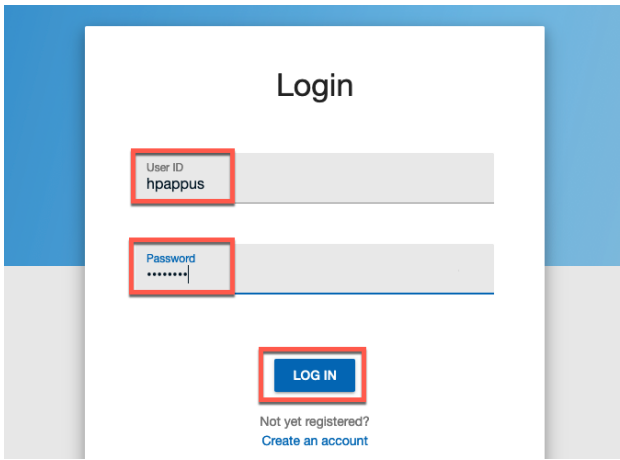 Login
User ID
hpappus
Password
••••••••
LOG IN
Not yet registered?
Create an account